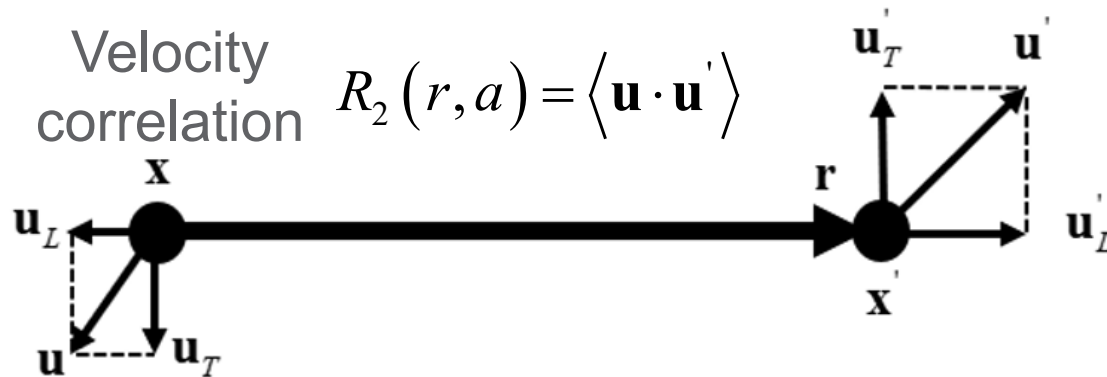 Velocity
correlation
R₂(r, a) = ⟨u · u'⟩
u'_T
u'
x
r
u_L
u'_L
x'
u
u_T